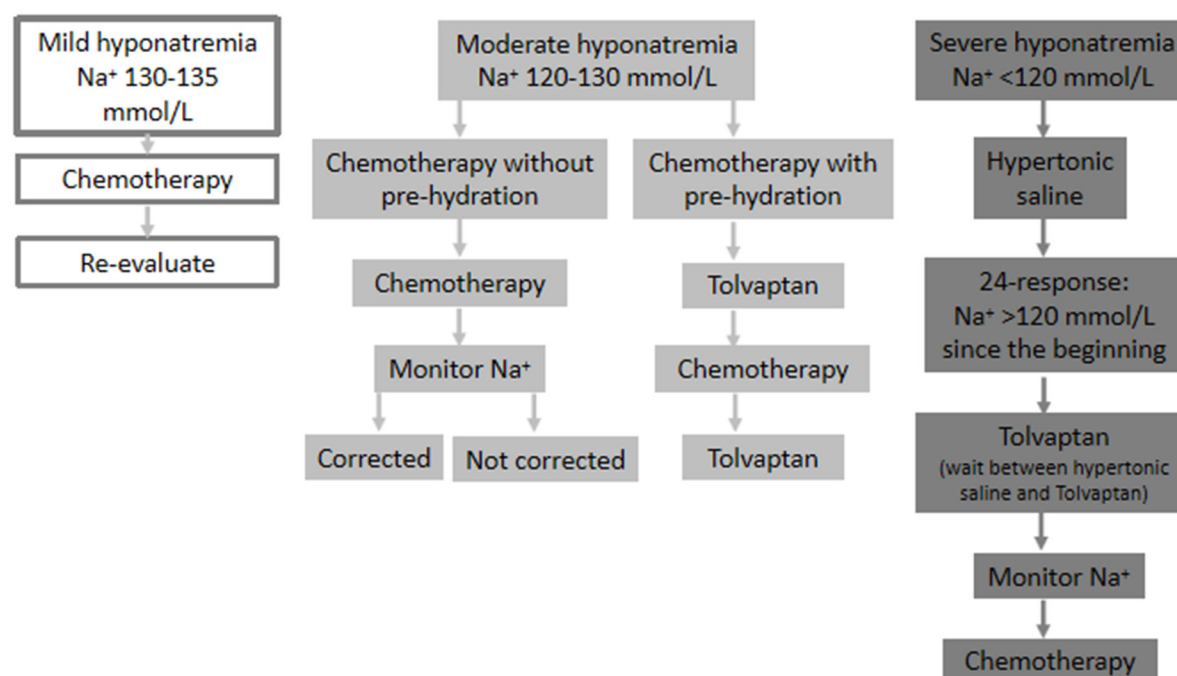 Mild hyponatremia
Na⁺ 130-135
mmol/L
Chemotherapy
Re-evaluate
Moderate hyponatremia
Na⁺ 120-130 mmol/L
Chemotherapy without
pre-hydration
Chemotherapy
Monitor Na⁺
Corrected
Not corrected
Chemotherapy with
pre-hydration
Tolvaptan
Chemotherapy
Tolvaptan
Severe hyponatremia
Na⁺ <120 mmol/L
Hypertonic
saline
24-response:
Na⁺ >120 mmol/L
since the beginning
Tolvaptan
(wait between hypertonic
saline and Tolvaptan)
Monitor Na⁺
Chemotherapy